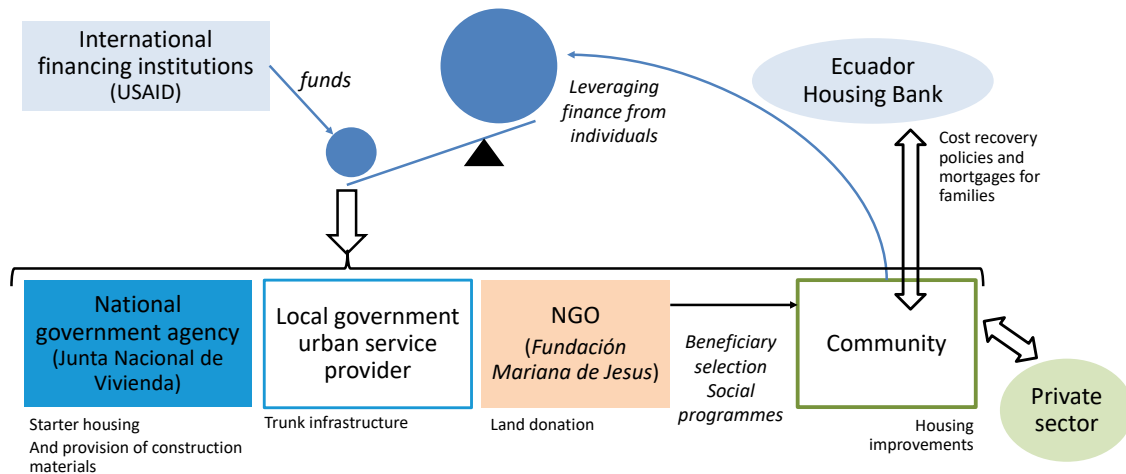 International
financing institutions
(USAID)
funds
Leveraging
finance from
individuals
Ecuador
Housing Bank
Cost recovery
policies and
mortgages for
families
National
government agency
(Junta Nacional de
Vivienda)
Local government
urban service
provider
NGO
(Fundación
Mariana de Jesus)
Beneficiary
selection
Social
programmes
Community
Private
sector
Starter housing
And provision of construction
materials
Trunk infrastructure
Land donation
Housing
improvements